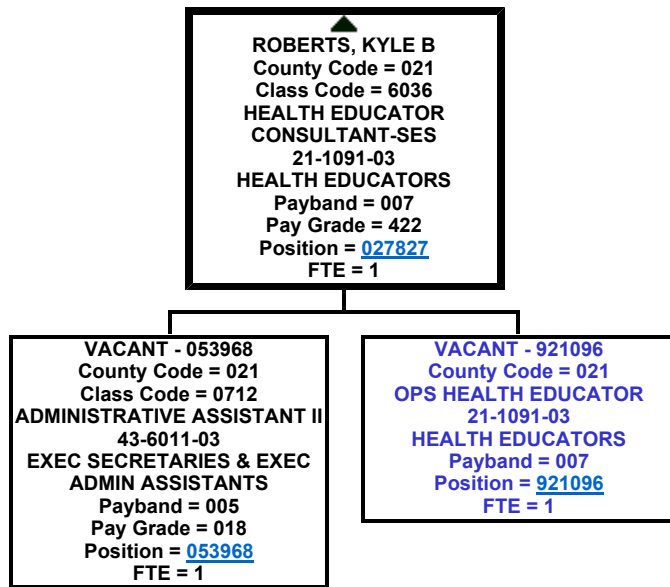 ROBERTS, KYLE B
County Code = 021
Class Code = 6036
HEALTH EDUCATOR
CONSULTANT-SES
21-1091-03
HEALTH EDUCATORS
Payband = 007
Pay Grade = 422
Position = 027827
FTE = 1
VACANT - 053968
County Code = 021
Class Code = 0712
ADMINISTRATIVE ASSISTANT II
43-6011-03
EXEC SECRETARIES & EXEC
ADMIN ASSISTANTS
Payband = 005
Pay Grade = 018
Position = 053968
FTE = 1
VACANT - 921096
County Code = 021
OPS HEALTH EDUCATOR
21-1091-03
HEALTH EDUCATORS
Payband = 007
Position = 921096
FTE = 1